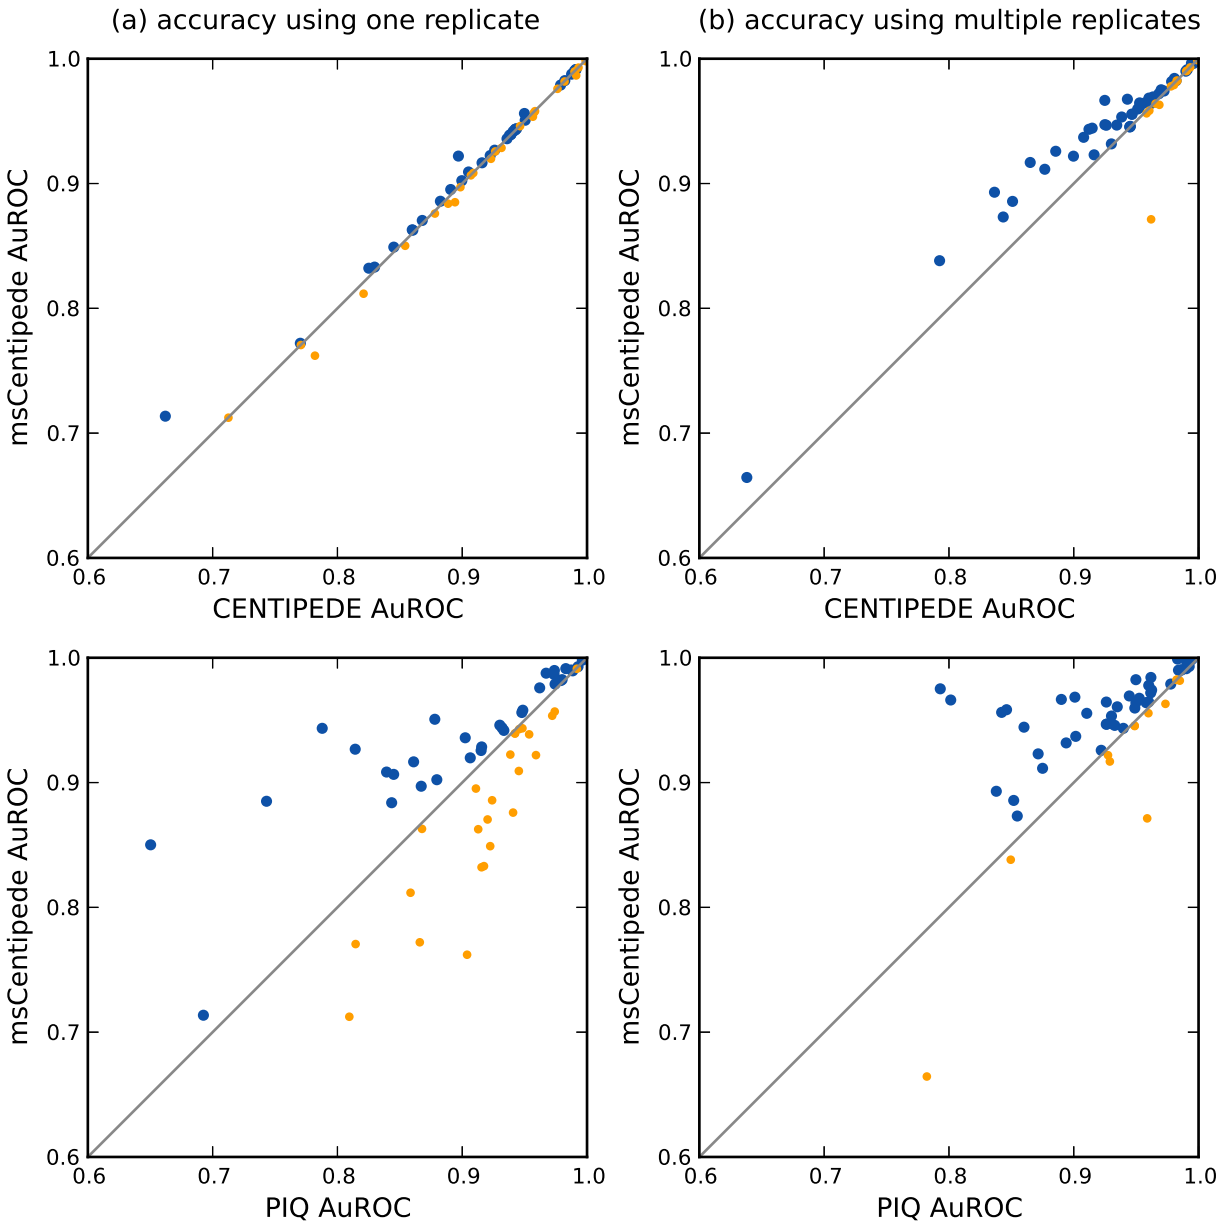 (a) accuracy using one replicate
(b) accuracy using multiple replicates
1.0
0.9
0.8
0.7
0.6
msCentipede AuROC
0.6 0.7 0.8 0.9 1.0
CENTIPEDE AuROC
1.0
0.9
0.8
0.7
0.6
msCentipede AuROC
0.6 0.7 0.8 0.9 1.0
CENTIPEDE AuROC
1.0
0.9
0.8
0.7
0.6
msCentipede AuROC
0.6 0.7 0.8 0.9 1.0
PIQ AuROC
1.0
0.9
0.8
0.7
0.6
msCentipede AuROC
0.6 0.7 0.8 0.9 1.0
PIQ AuROC